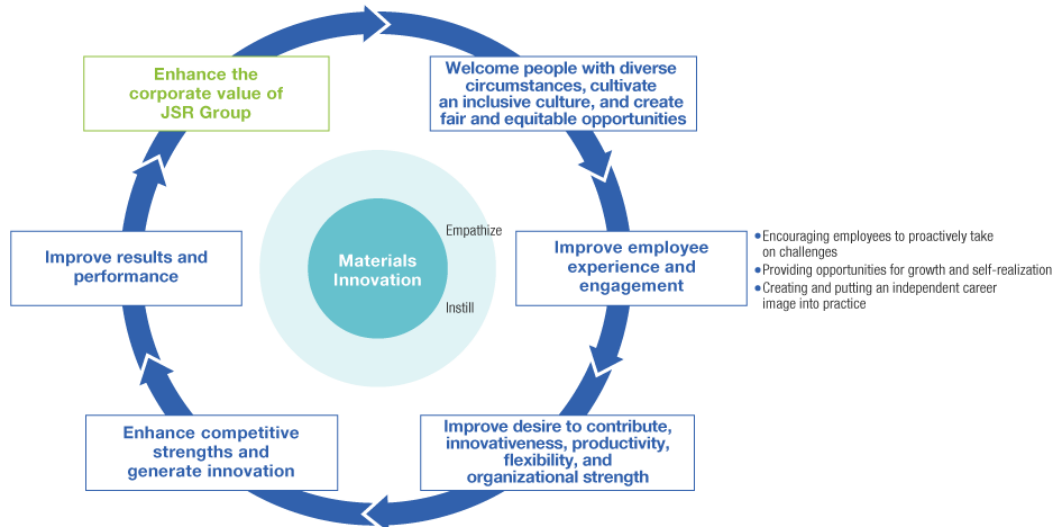 Enhance the
corporate value of
JSR Group
Welcome people with diverse
circumstances, cultivate
an inclusive culture, and create
fair and equitable opportunities
Improve employee
experience and
engagement
•Encouraging employees to proactively take
on challenges
•Providing opportunities for growth and self-realization
•Creating and putting an independent career
image into practice
Improve desire to contribute,
innovativeness, productivity,
flexibility, and
organizational strength
Enhance competitive
strengths and
generate innovation
Improve results and
performance
Materials
Innovation
Empathize
Instill